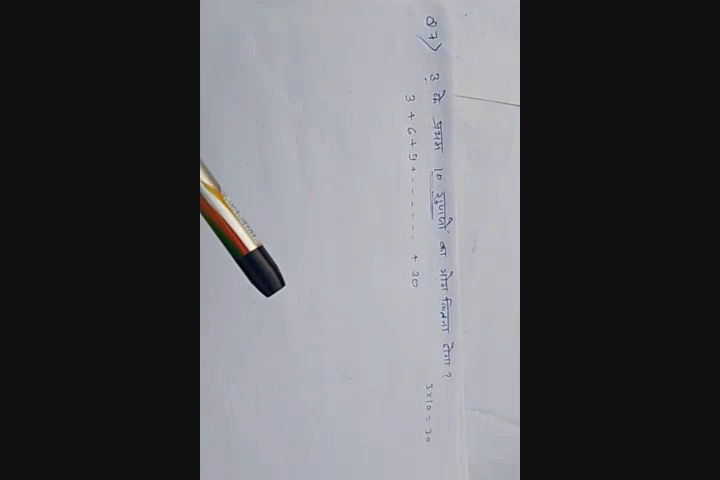 Q7) 3 के प्रथम 10 गुणजों का योग कितना होगा ?
3 × 10 = 30
3 + 6 + 9 + ....... + 30